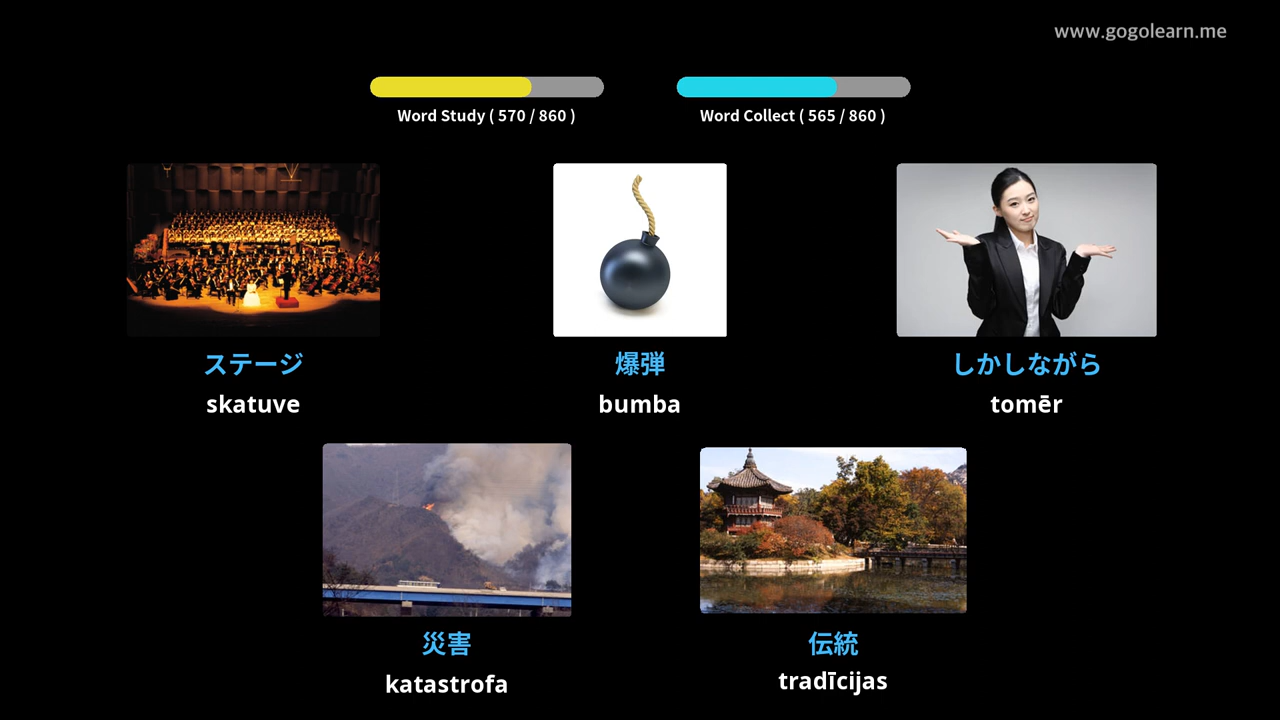 www.gogolearn.me
Word Study ( 570 / 860 )
Word Collect ( 565 / 860 )
ステージ
skatuve
爆弾
bumba
しかしながら
tomēr
災害
katastrofa
伝統
tradīcijas